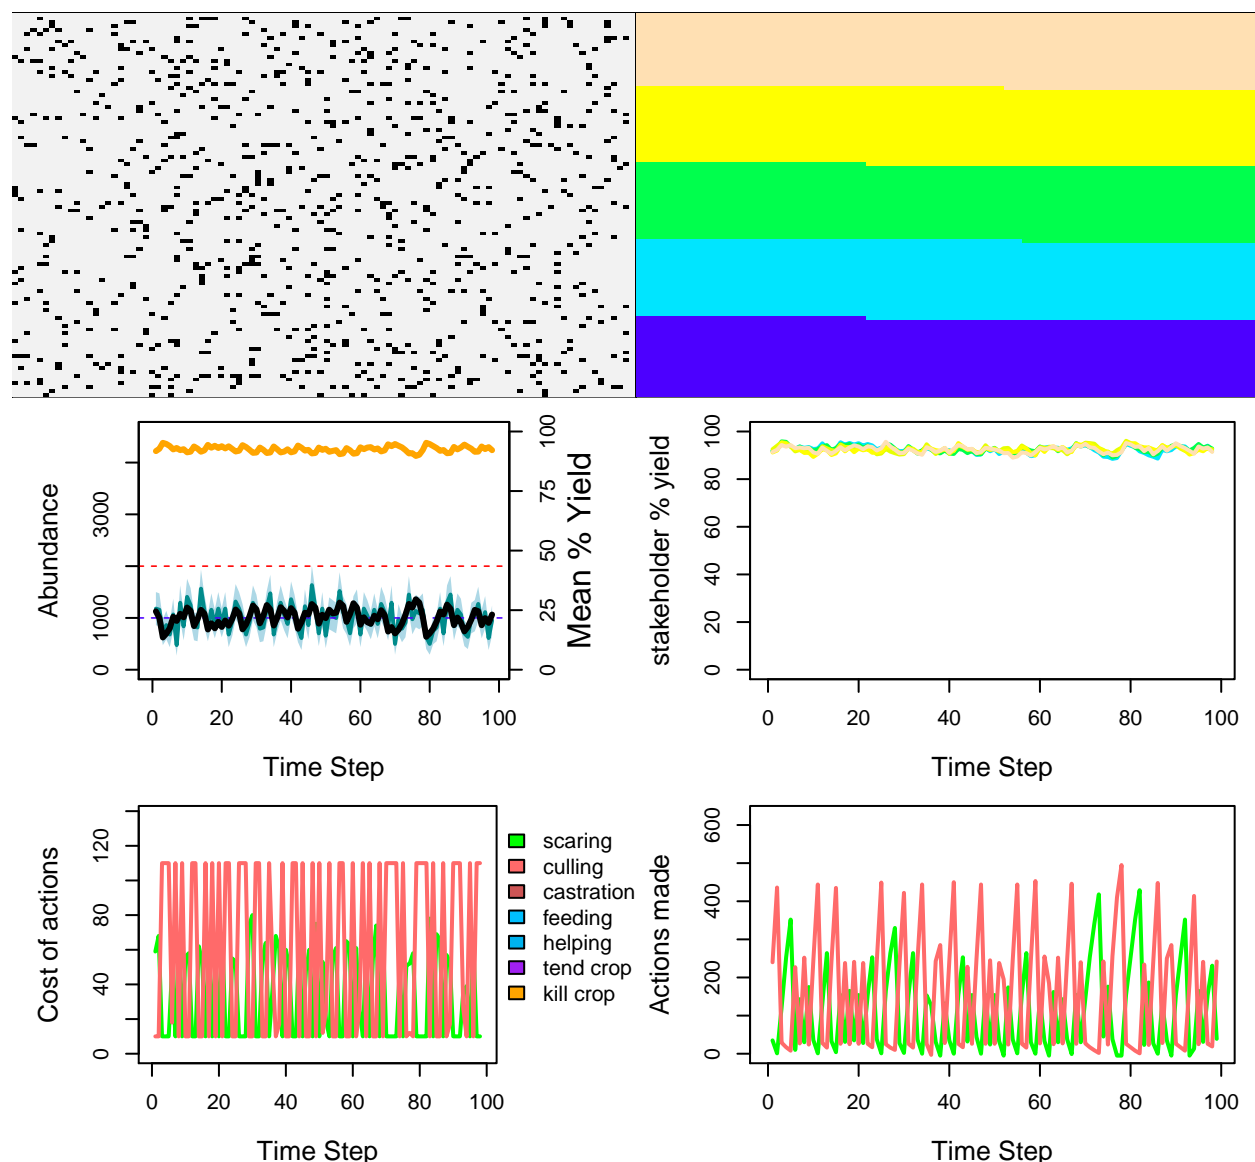 Abundance
0
1000
3000
0
25
50
75
100
Mean % Yield
0
20
40
60
80
100
Time Step
stakeholder % yield
0
20
40
60
80
100
0
20
40
60
80
100
Time Step
Cost of actions
0
40
80
120
0
20
40
60
80
100
Time Step
scaring
culling
castration
feeding
helping
tend crop
kill crop
Actions made
0
200
400
600
0
20
40
60
80
100
Time Step